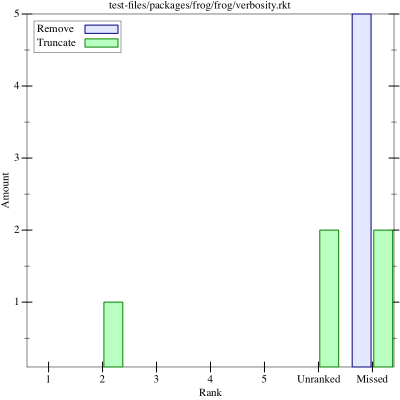 test-files/packages/frog/frog/verbosity.rkt
5
Remove
Truncate
4
3
2
1
Amount
1 2 3 4 5 Unranked Missed
Rank